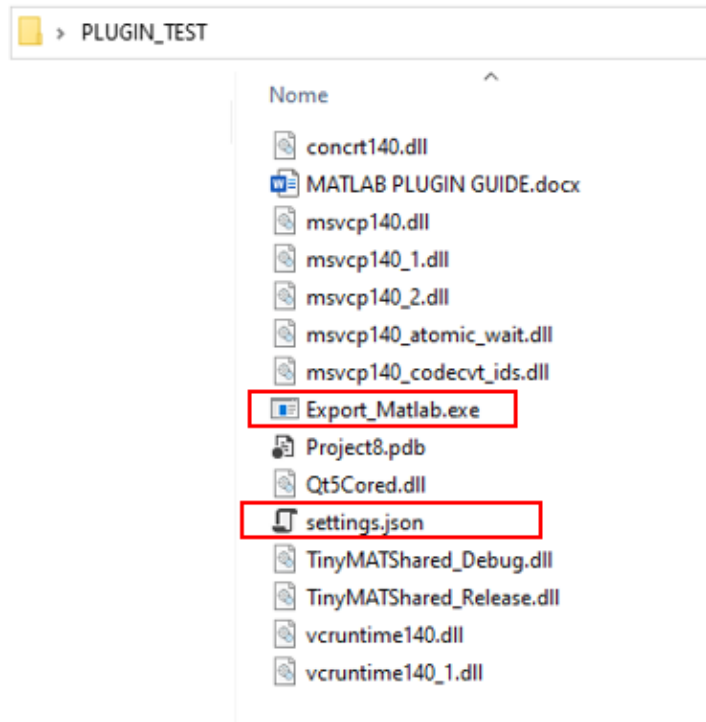 > PLUGIN_TEST
Nome
concrt140.dll
MATLAB PLUGIN GUIDE.docx
msvcp140.dll
msvcp140_1.dll
msvcp140_2.dll
msvcp140_atomic_wait.dll
msvcp140_codecvt_ids.dll
Export_Matlab.exe
Project8.pdb
Qt5Cored.dll
settings.json
TinyMATShared_Debug.dll
TinyMATShared_Release.dll
vcruntime140.dll
vcruntime140_1.dll